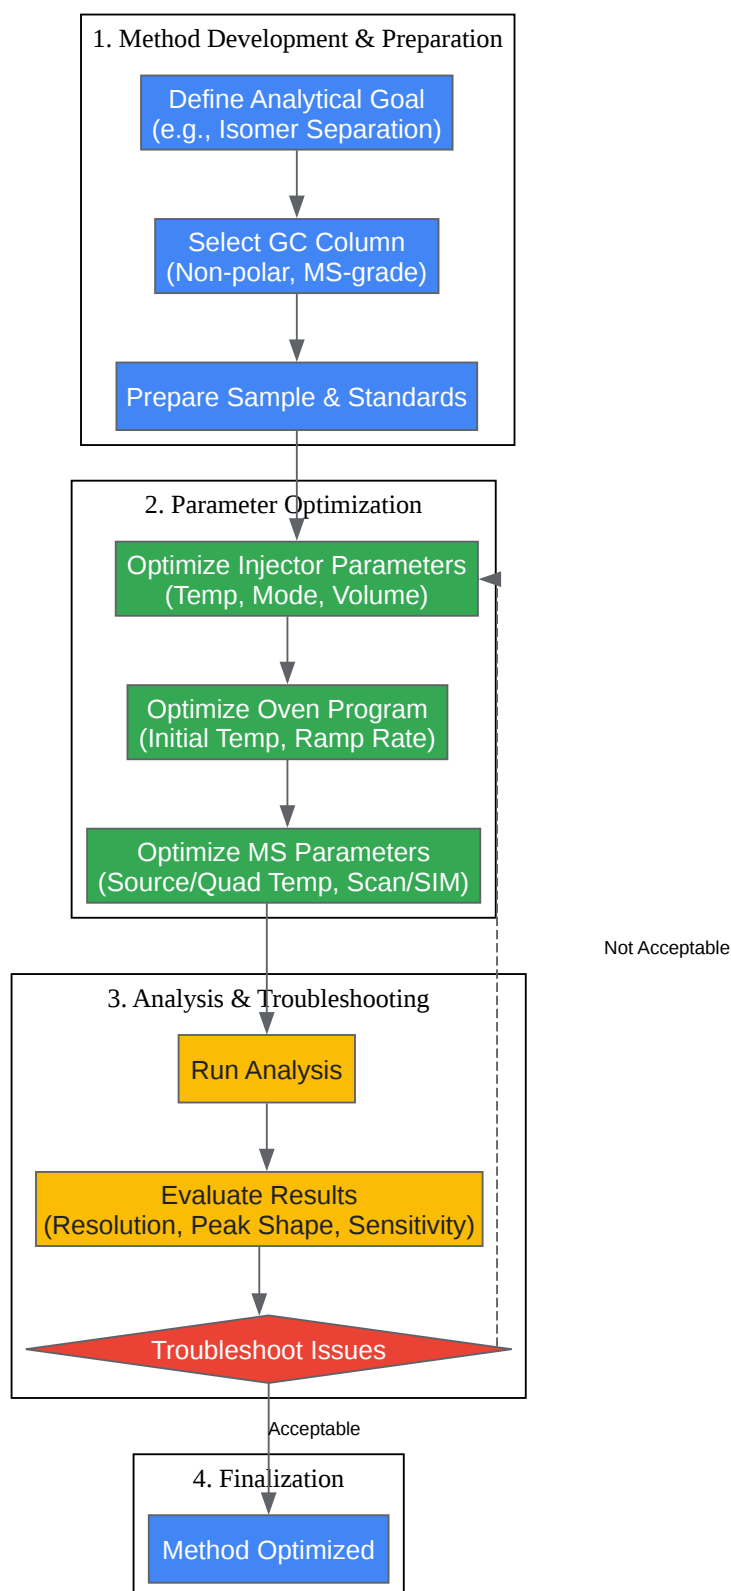 1. Method Development & Preparation
Define Analytical Goal
(e.g., Isomer Separation)
Select GC Column
(Non-polar, MS-grade)
Prepare Sample & Standards
2. Parameter Optimization
Optimize Injector Parameters
(Temp, Mode, Volume)
Optimize Oven Program
(Initial Temp, Ramp Rate)
Optimize MS Parameters
(Source/Quad Temp, Scan/SIM)
Not Acceptable
3. Analysis & Troubleshooting
Run Analysis
Evaluate Results
(Resolution, Peak Shape, Sensitivity)
Troubleshoot Issues
Acceptable
4. Finalization
Method Optimized